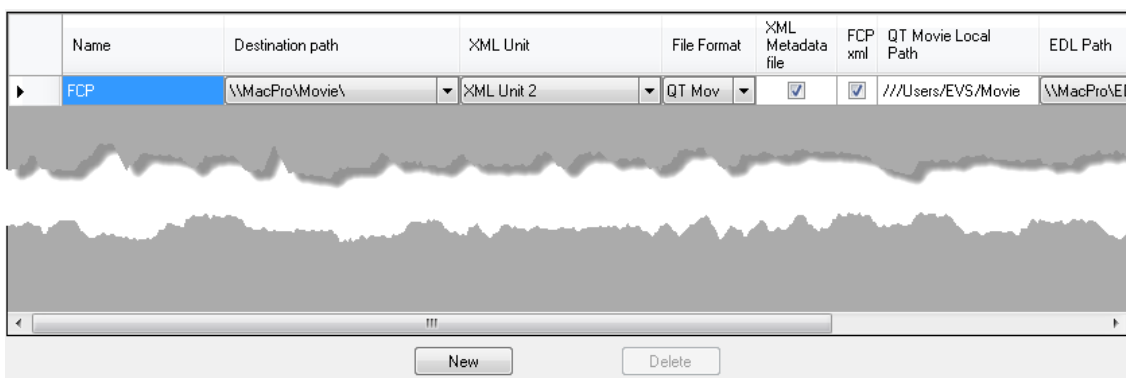 Name
Destination path
XML Unit
File Format
XML
Metadata
file
FCP
xml
QT Movie Local
Path
EDL Path
FCP
\\MacPro\Movie\
XML Unit 2
QT Mov
///Users/EVS/Movie
\\MacPro\E
New
Delete